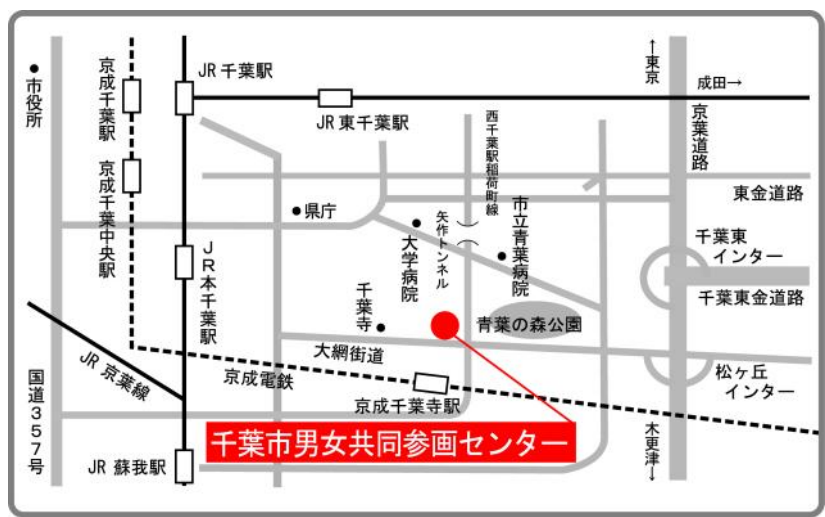 ●市役所
京成千葉駅
京成千葉中央駅
JR千葉駅
JR東千葉駅
←東京
成田→
京葉道路
西千葉駅稲荷町線
東金道路
●県庁
大学病院
矢作トンネル
市立青葉病院
千葉東
インター
千葉東金道路
JR本千葉駅
千葉寺
青葉の森公園
大網街道
JR京葉線
京成電鉄
京成千葉寺駅
松ヶ丘
インター
国道357号
千葉市男女共同参画センター
JR 蘇我駅
木更津→